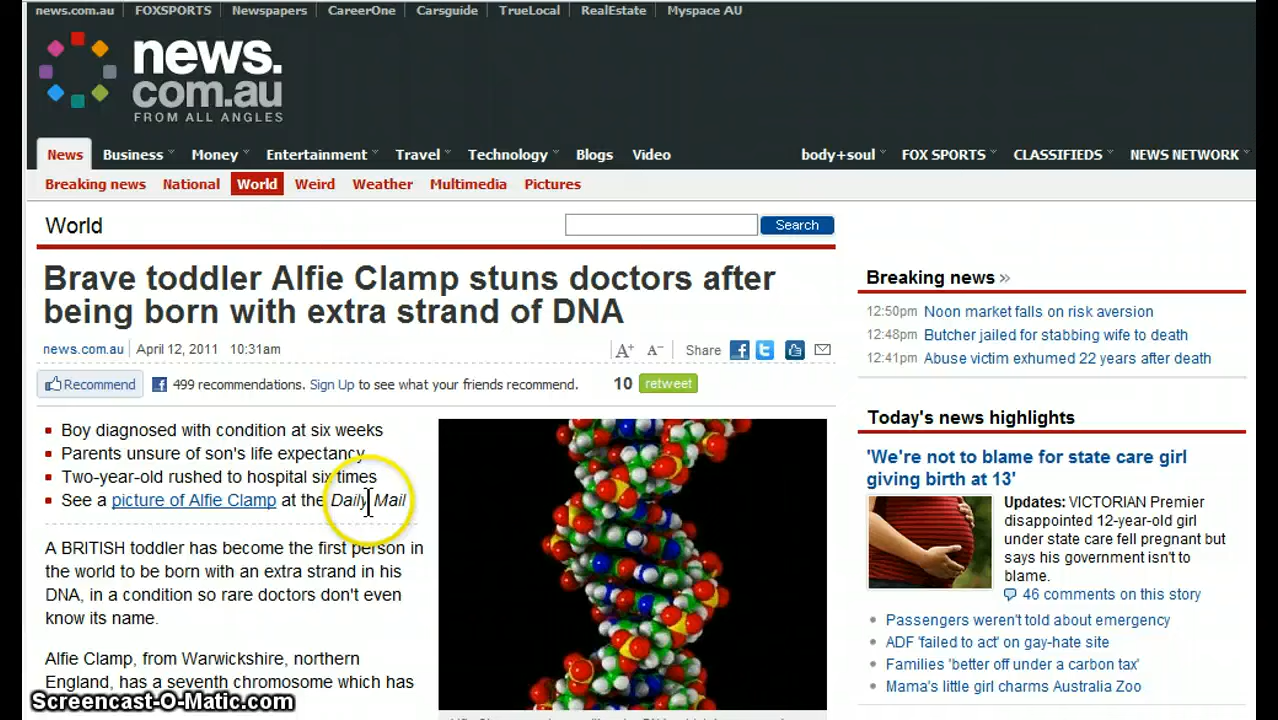 news.com.au FOXSPORTS Newspapers CareerOne Carsguide TrueLocal RealEstate Myspace AU
news.
com.au
FROM ALL ANGLES
News Business Money Entertainment Travel Technology Blogs Video body+soul FOX SPORTS CLASSIFIEDS NEWS NETWORK
Breaking news National World Weird Weather Multimedia Pictures
World
Search
Brave toddler Alfie Clamp stuns doctors after
being born with extra strand of DNA
news.com.au April 12, 2011 10:31am
A+ A- Share
Recommend 499 recommendations. Sign Up to see what your friends recommend. 10 retweet
Boy diagnosed with condition at six weeks
Parents unsure of son's life expectancy
Two-year-old rushed to hospital six times
See a picture of Alfie Clamp at the Daily Mail
A BRITISH toddler has become the first person in
the world to be born with an extra strand in his
DNA, in a condition so rare doctors don't even
know its name.
Alfie Clamp, from Warwickshire, northern
England, has a seventh chromosome which has
Breaking news »
12:50pm Noon market falls on risk aversion
12:48pm Butcher jailed for stabbing wife to death
12:41pm Abuse victim exhumed 22 years after death
Today's news highlights
'We're not to blame for state care girl
giving birth at 13'
Updates: VICTORIAN Premier
disappointed 12-year-old girl
under state care fell pregnant but
says his government isn't to
blame.
46 comments on this story
Passengers weren't told about emergency
ADF 'failed to act' on gay-hate site
Families 'better off under a carbon tax'
Mama's little girl charms Australia Zoo
Screencast-O-Matic.com